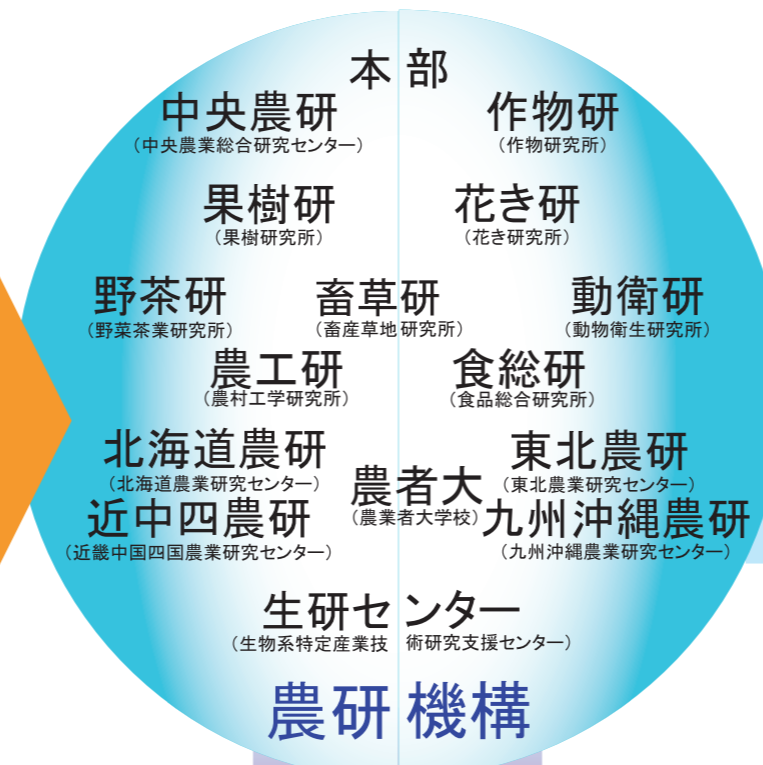 本部
中央農研
（中央農業総合研究センター）
作物研
（作物研究所）
果樹研
（果樹研究所）
花き研
（花き研究所）
野茶研
（野菜茶業研究所）
畜草研
（畜産草地研究所）
動衛研
（動物衛生研究所）
農工研
（農村工学研究所）
食総研
（食品総合研究所）
北海道農研
（北海道農業研究センター）
農者大
（農業者大学校）
東北農研
（東北農業研究センター）
近中四農研
（近畿中国四国農業研究センター）
九州沖縄農研
（九州沖縄農業研究センター）
生研センター
（生物系特定産業技術研究支援センター）
農研機構